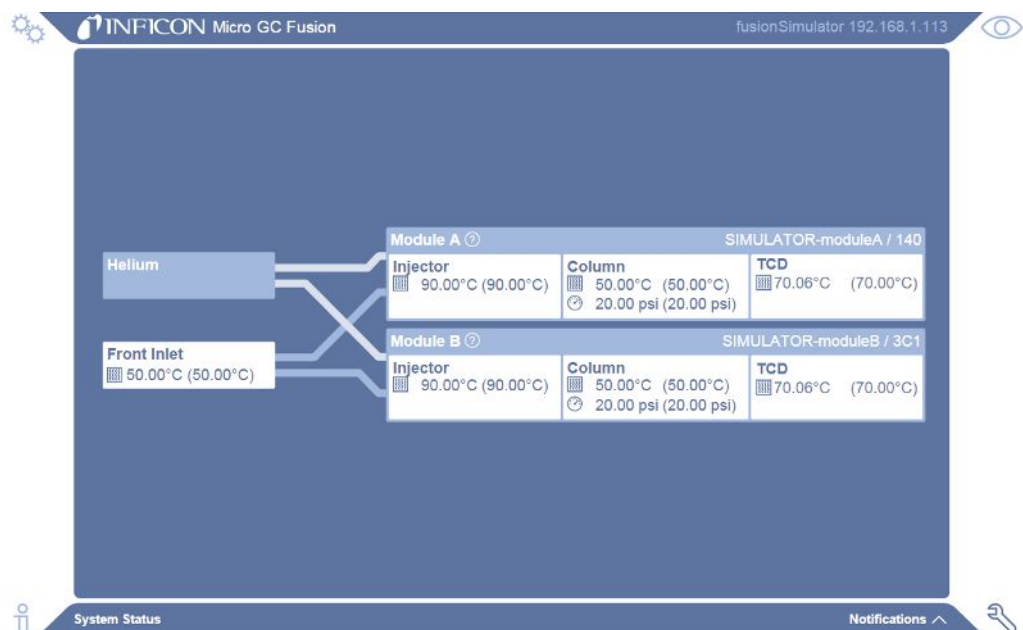 INFICON Micro GC Fusion
fusionSimulator 192.168.1.113
Helium
Front Inlet
50.00°C (50.00°C)
Module A ?
SIMULATOR-moduleA / 140
Injector
90.00°C (90.00°C)
Column
50.00°C (50.00°C)
20.00 psi (20.00 psi)
TCD
70.06°C (70.00°C)
Module B ?
SIMULATOR-moduleB / 3C1
Injector
90.00°C (90.00°C)
Column
50.00°C (50.00°C)
20.00 psi (20.00 psi)
TCD
70.06°C (70.00°C)
System Status
Notifications